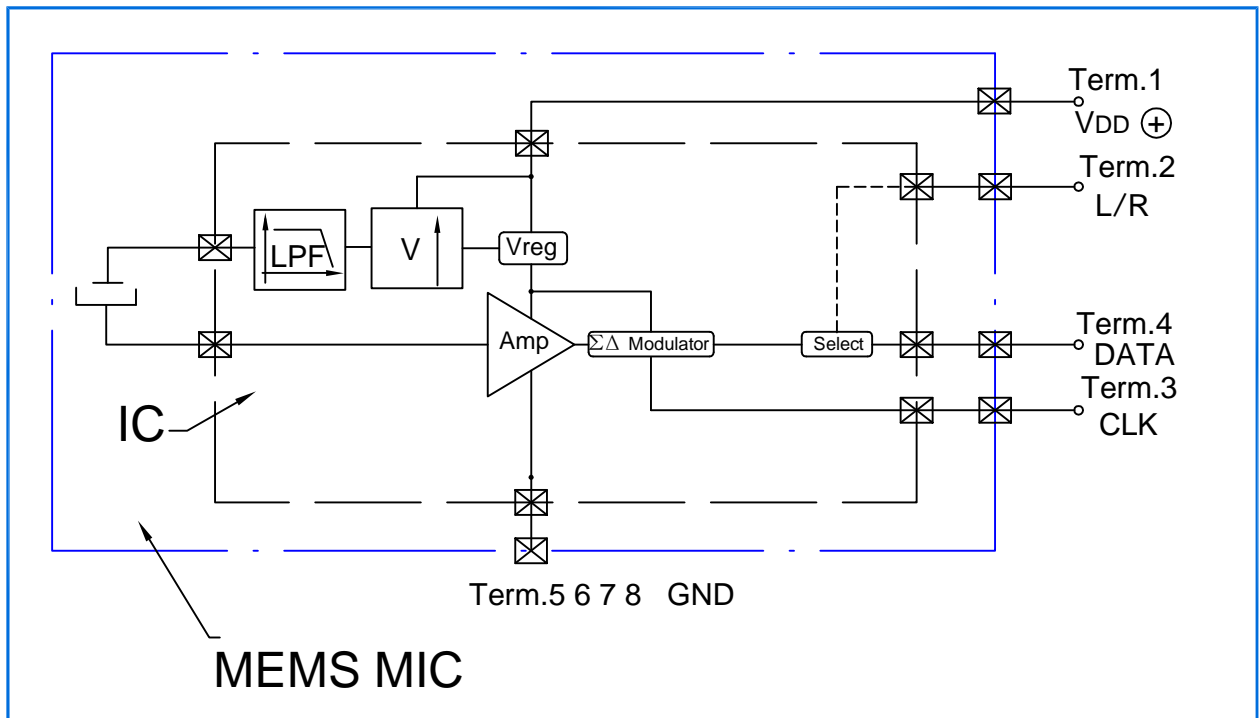 Term.1
VDD +
Term.2
L/R
LPF
V
Vreg
Amp
ΣΔ Modulator
Select
Term.4
DATA
Term.3
CLK
IC
Term.5 6 7 8 GND
MEMS MIC